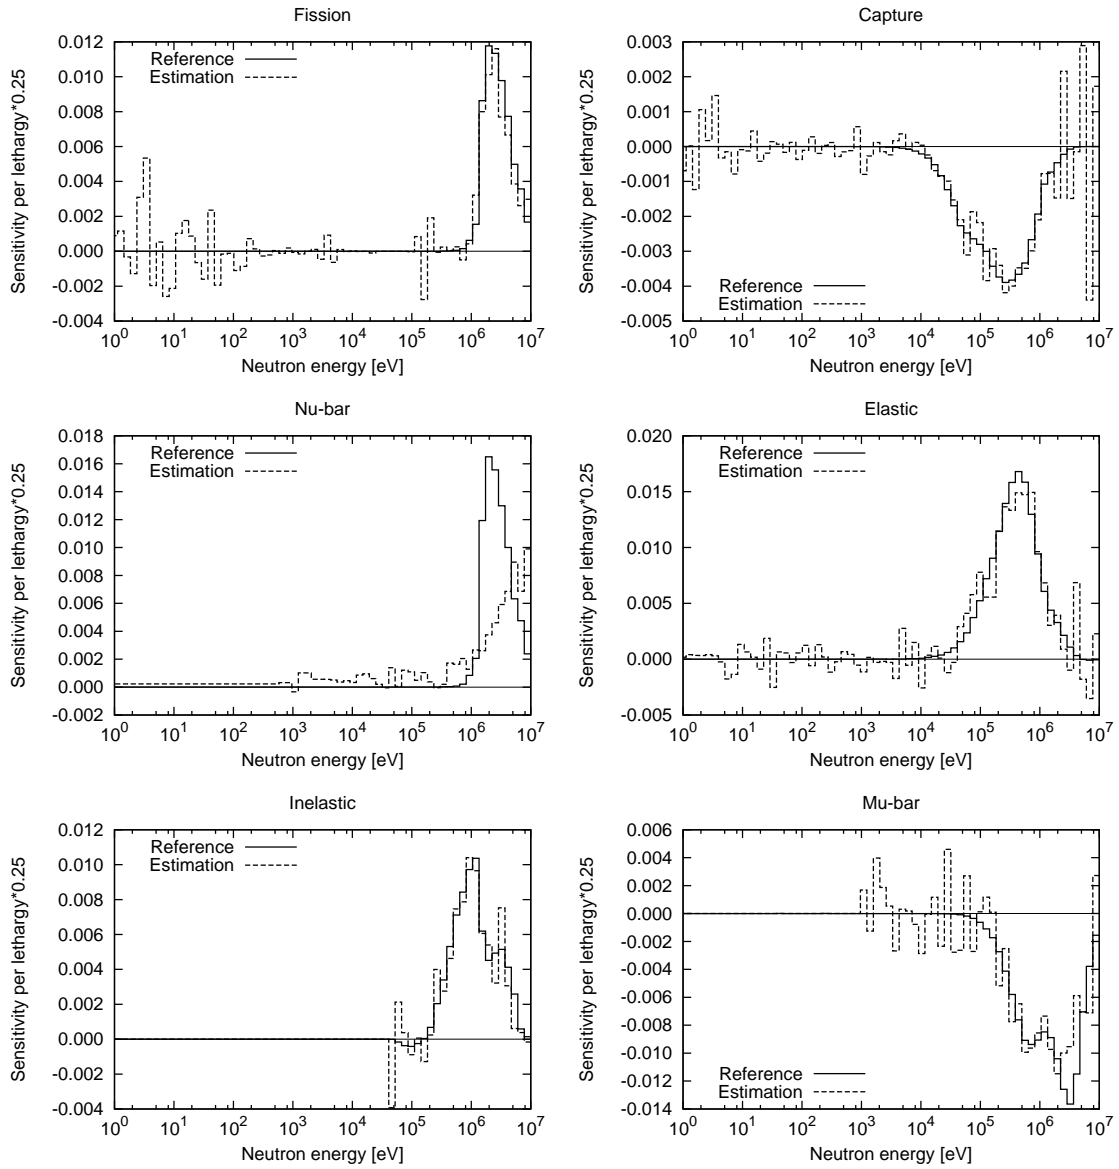 Fission
Sensitivity per lethargy*0.25
0.012
0.010
0.008
0.006
0.004
0.002
0.000
-0.002
-0.004
Reference
Estimation
10^0 10^1 10^2 10^3 10^4 10^5 10^6 10^7
Neutron energy [eV]
Capture
Sensitivity per lethargy*0.25
0.003
0.002
0.001
0.000
-0.001
-0.002
-0.003
-0.004
-0.005
Reference
Estimation
10^0 10^1 10^2 10^3 10^4 10^5 10^6 10^7
Neutron energy [eV]
Nu-bar
Sensitivity per lethargy*0.25
0.018
0.016
0.014
0.012
0.010
0.008
0.006
0.004
0.002
0.000
-0.002
Reference
Estimation
10^0 10^1 10^2 10^3 10^4 10^5 10^6 10^7
Neutron energy [eV]
Elastic
Sensitivity per lethargy*0.25
0.020
0.015
0.010
0.005
0.000
-0.005
Reference
Estimation
10^0 10^1 10^2 10^3 10^4 10^5 10^6 10^7
Neutron energy [eV]
Inelastic
Sensitivity per lethargy*0.25
0.012
0.010
0.008
0.006
0.004
0.002
0.000
-0.002
-0.004
Reference
Estimation
10^0 10^1 10^2 10^3 10^4 10^5 10^6 10^7
Neutron energy [eV]
Mu-bar
Sensitivity per lethargy*0.25
0.006
0.004
0.002
0.000
-0.002
-0.004
-0.006
-0.008
-0.010
-0.012
-0.014
Reference
Estimation
10^0 10^1 10^2 10^3 10^4 10^5 10^6 10^7
Neutron energy [eV]